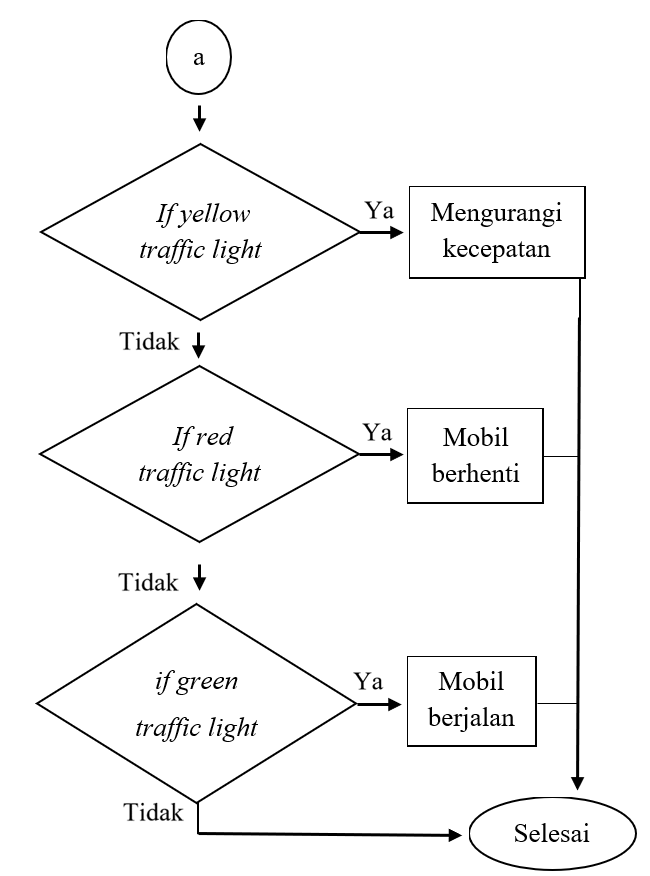 a
If yellow
traffic light
Ya
Mengurangi
kecepatan
Tidak
If red
traffic light
Ya
Mobil
berhenti
Tidak
if green
traffic light
Ya
Mobil
berjalan
Tidak
Selesai